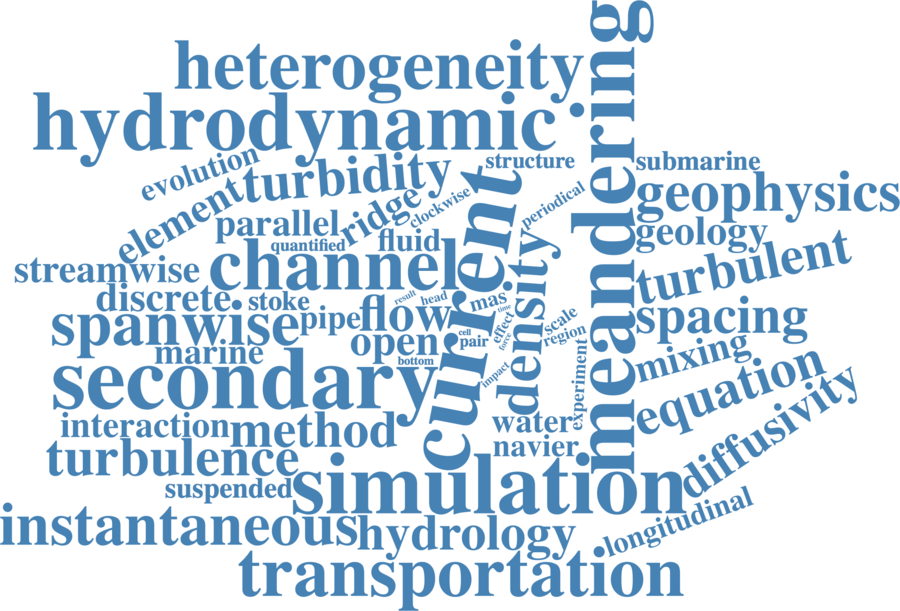 heterogeneity
hydrodynamic
meandering
evolution
turbidity
structure
submarine
element
ridge
clockwise
current
periodical
geophysics
parallel
quantified
fluid
geology
streamwise
channel
density
turbulent
discrete
stoke
result
head
mas
time
spanwise
pipe
flow
effect
scale
spacing
marine
open
cell
pair
force
region
mixing
secondary
bottom
impact
experiment
equation
interaction
method
water
diffusivity
turbulence
navier
suspended
simulation
longitudinal
instantaneous
hydrology
transportation